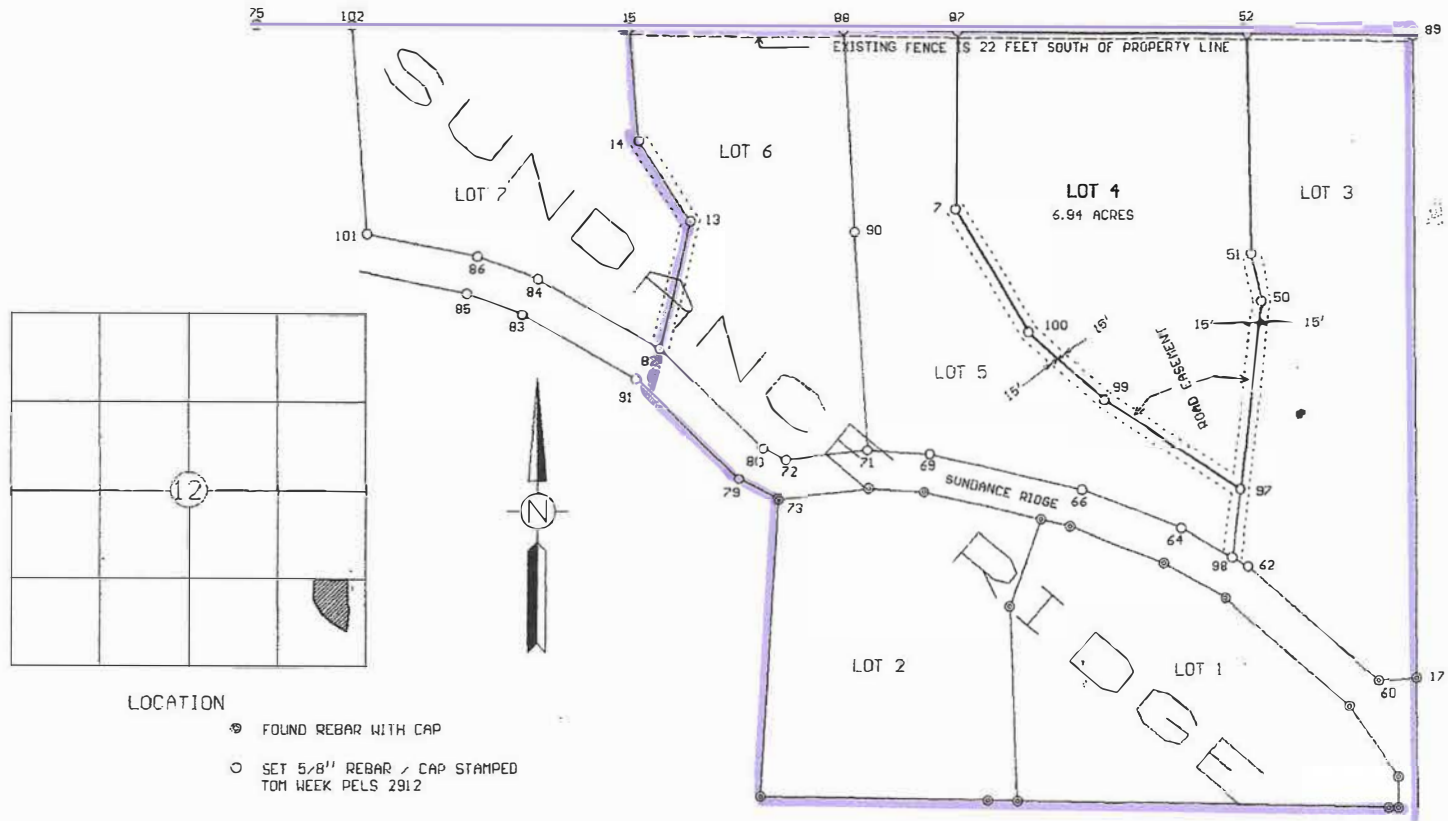 75
102
15
88
87
52
89
EXISTING FENCE IS 22 FEET SOUTH OF PROPERTY LINE
SUNDANCE RIDGE
14
LOT 6
LOT 7
LOT 4
6.94 ACRES
LOT 3
13
7
101
90
86
84
51
50
85
83
15' 15'
100
15'
ROAD EASEMENT
82
LOT 5
15'
99
91
80
72
71
69
SUNDANCE RIDGE
66
97
12
79
73
64
N
98
62
LOT 2
LOT 1
17
60
LOCATION
FOUND REBAR WITH CAP
SET 5/8" REBAR / CAP STAMPED
TOM WEEK PELS 2912